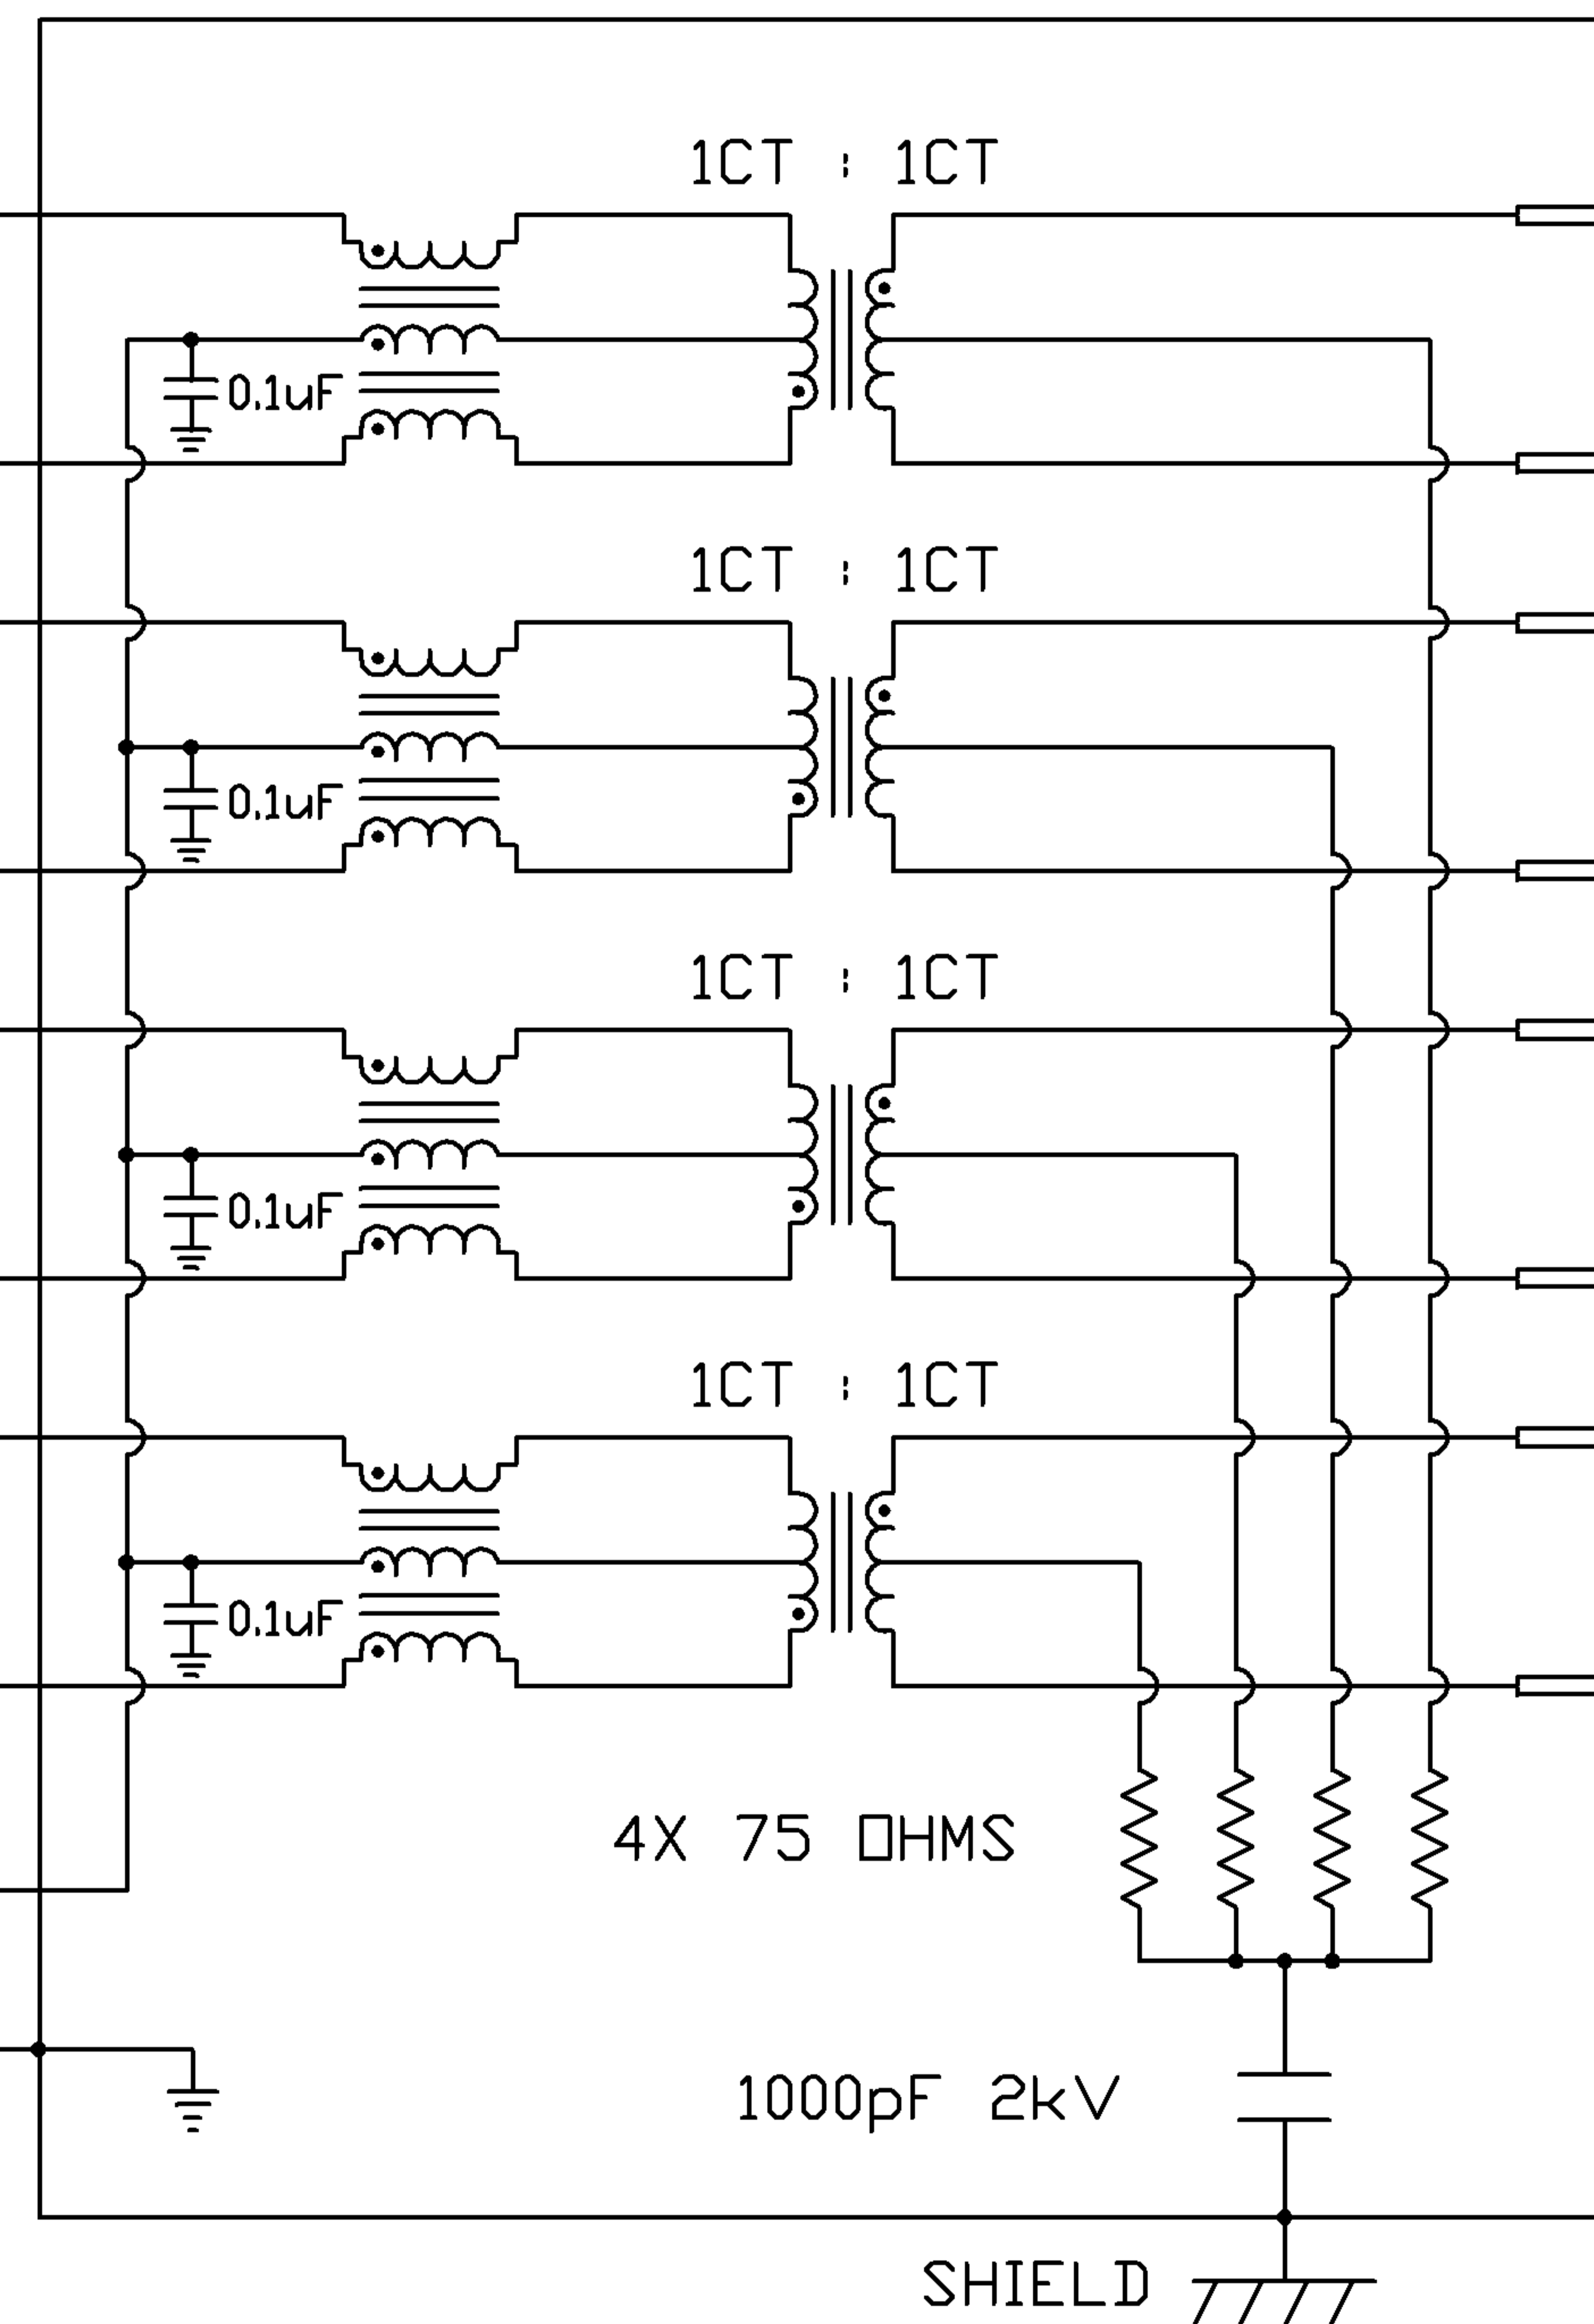 1CT : 1CT
0.1uF
1CT : 1CT
0.1uF
1CT : 1CT
0.1uF
1CT : 1CT
0.1uF
4X 75 OHMS
1000pF 2kV
SHIELD